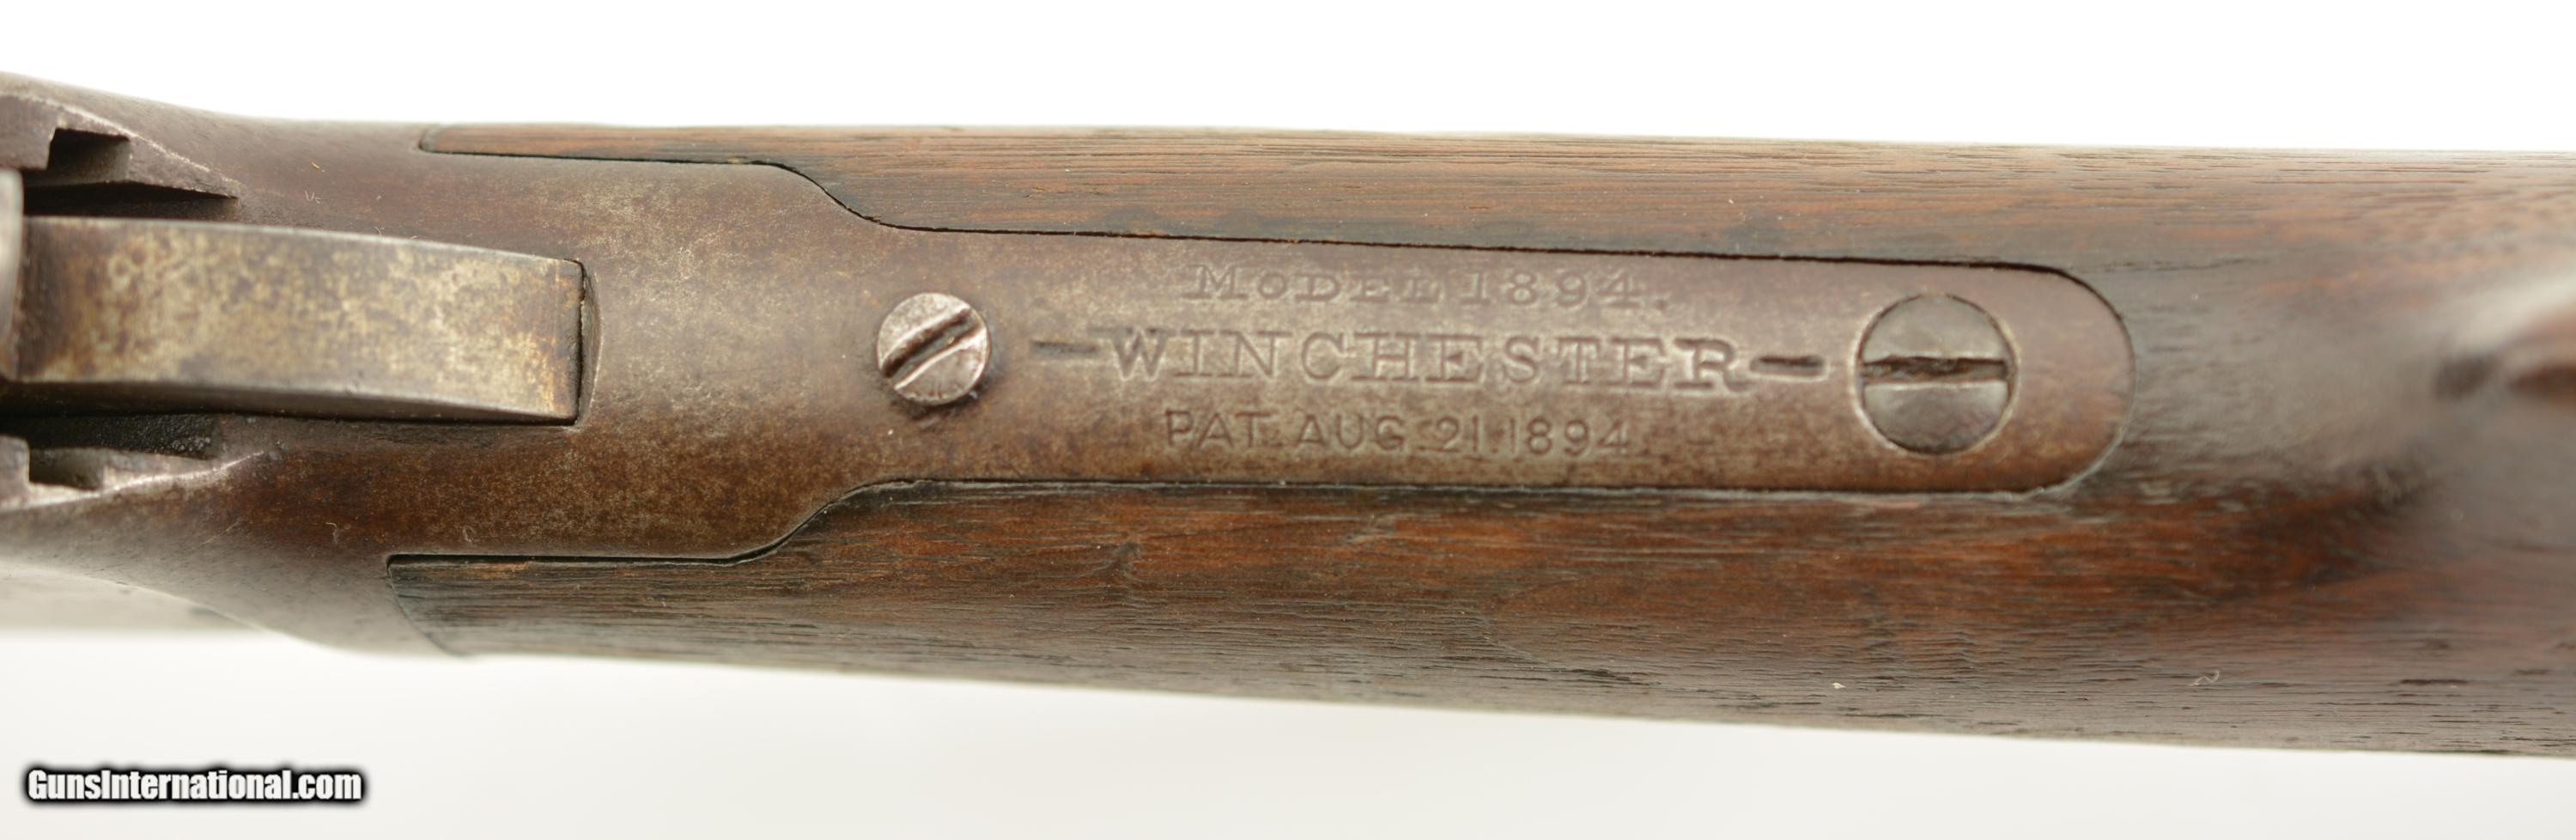 MODEL 1894.
—WINCHESTER—
PAT. AUG. 21. 1894
GunsInternational.com